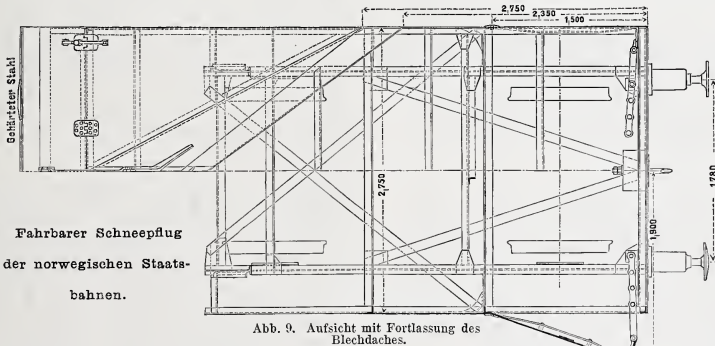 2,750
2,350
1,500
Gehärteter Stahl
2,750
1780
1,900
Fahrbarer Schneepflug
der norwegischen Staats-
bahnen.
Abb. 9. Aufsicht mit Fortlassung des
Blechdaches.